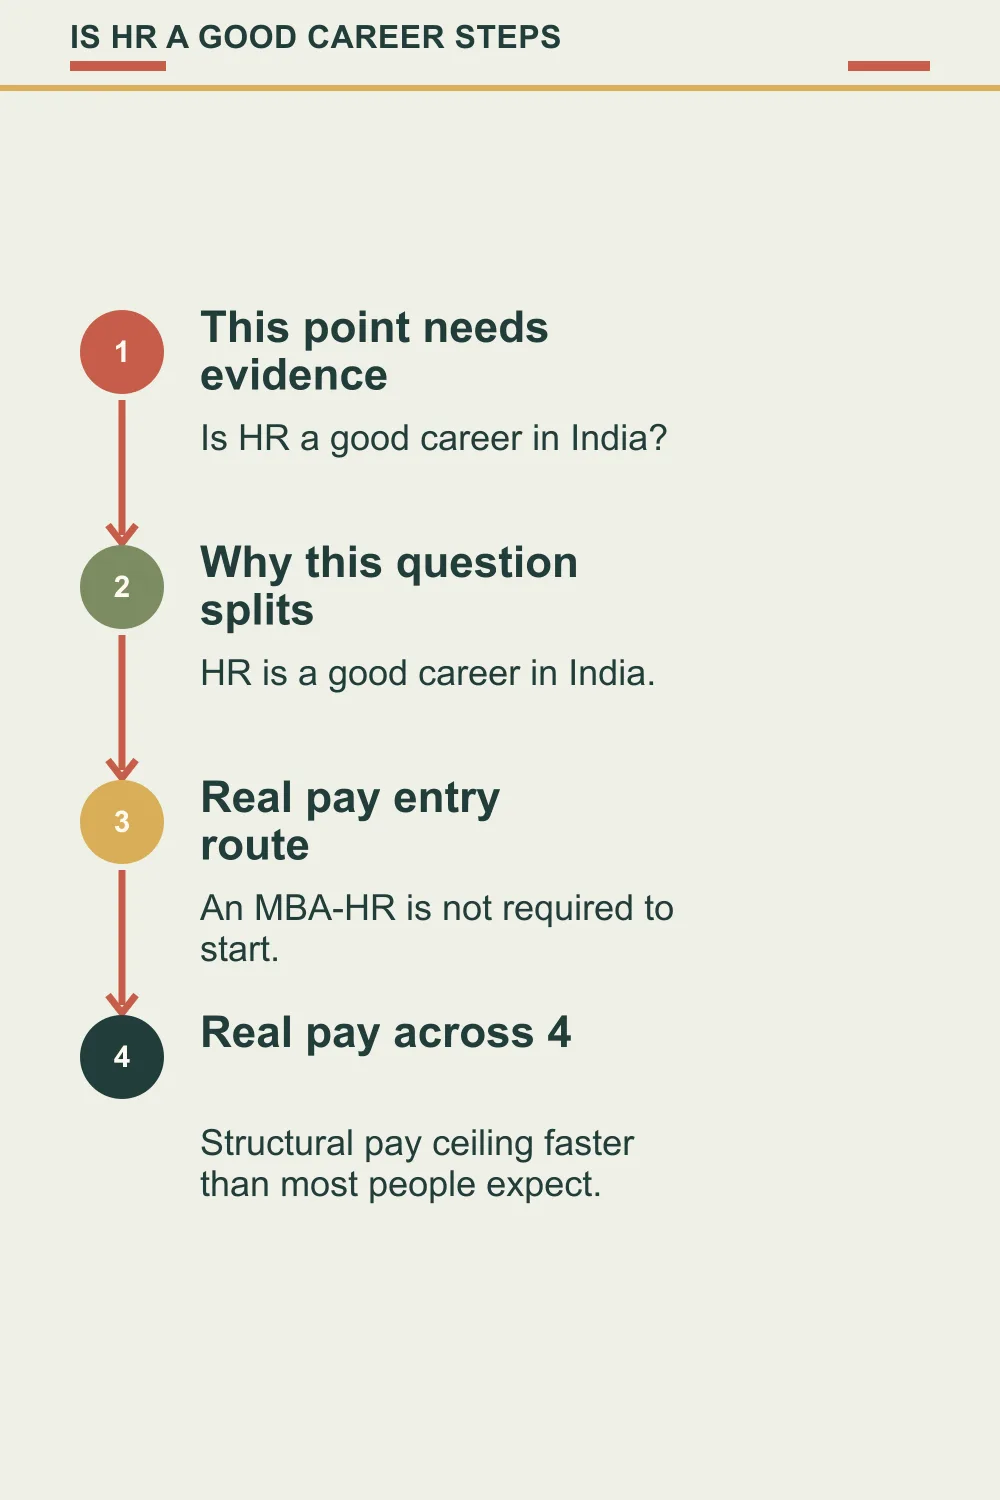 IS HR A GOOD CAREER STEPS
1
This point needs
evidence
Is HR a good career in India?
2
Why this question
splits
HR is a good career in India.
3
Real pay entry
route
An MBA-HR is not required to
start.
4
Real pay across 4
Structural pay ceiling faster
than most people expect.